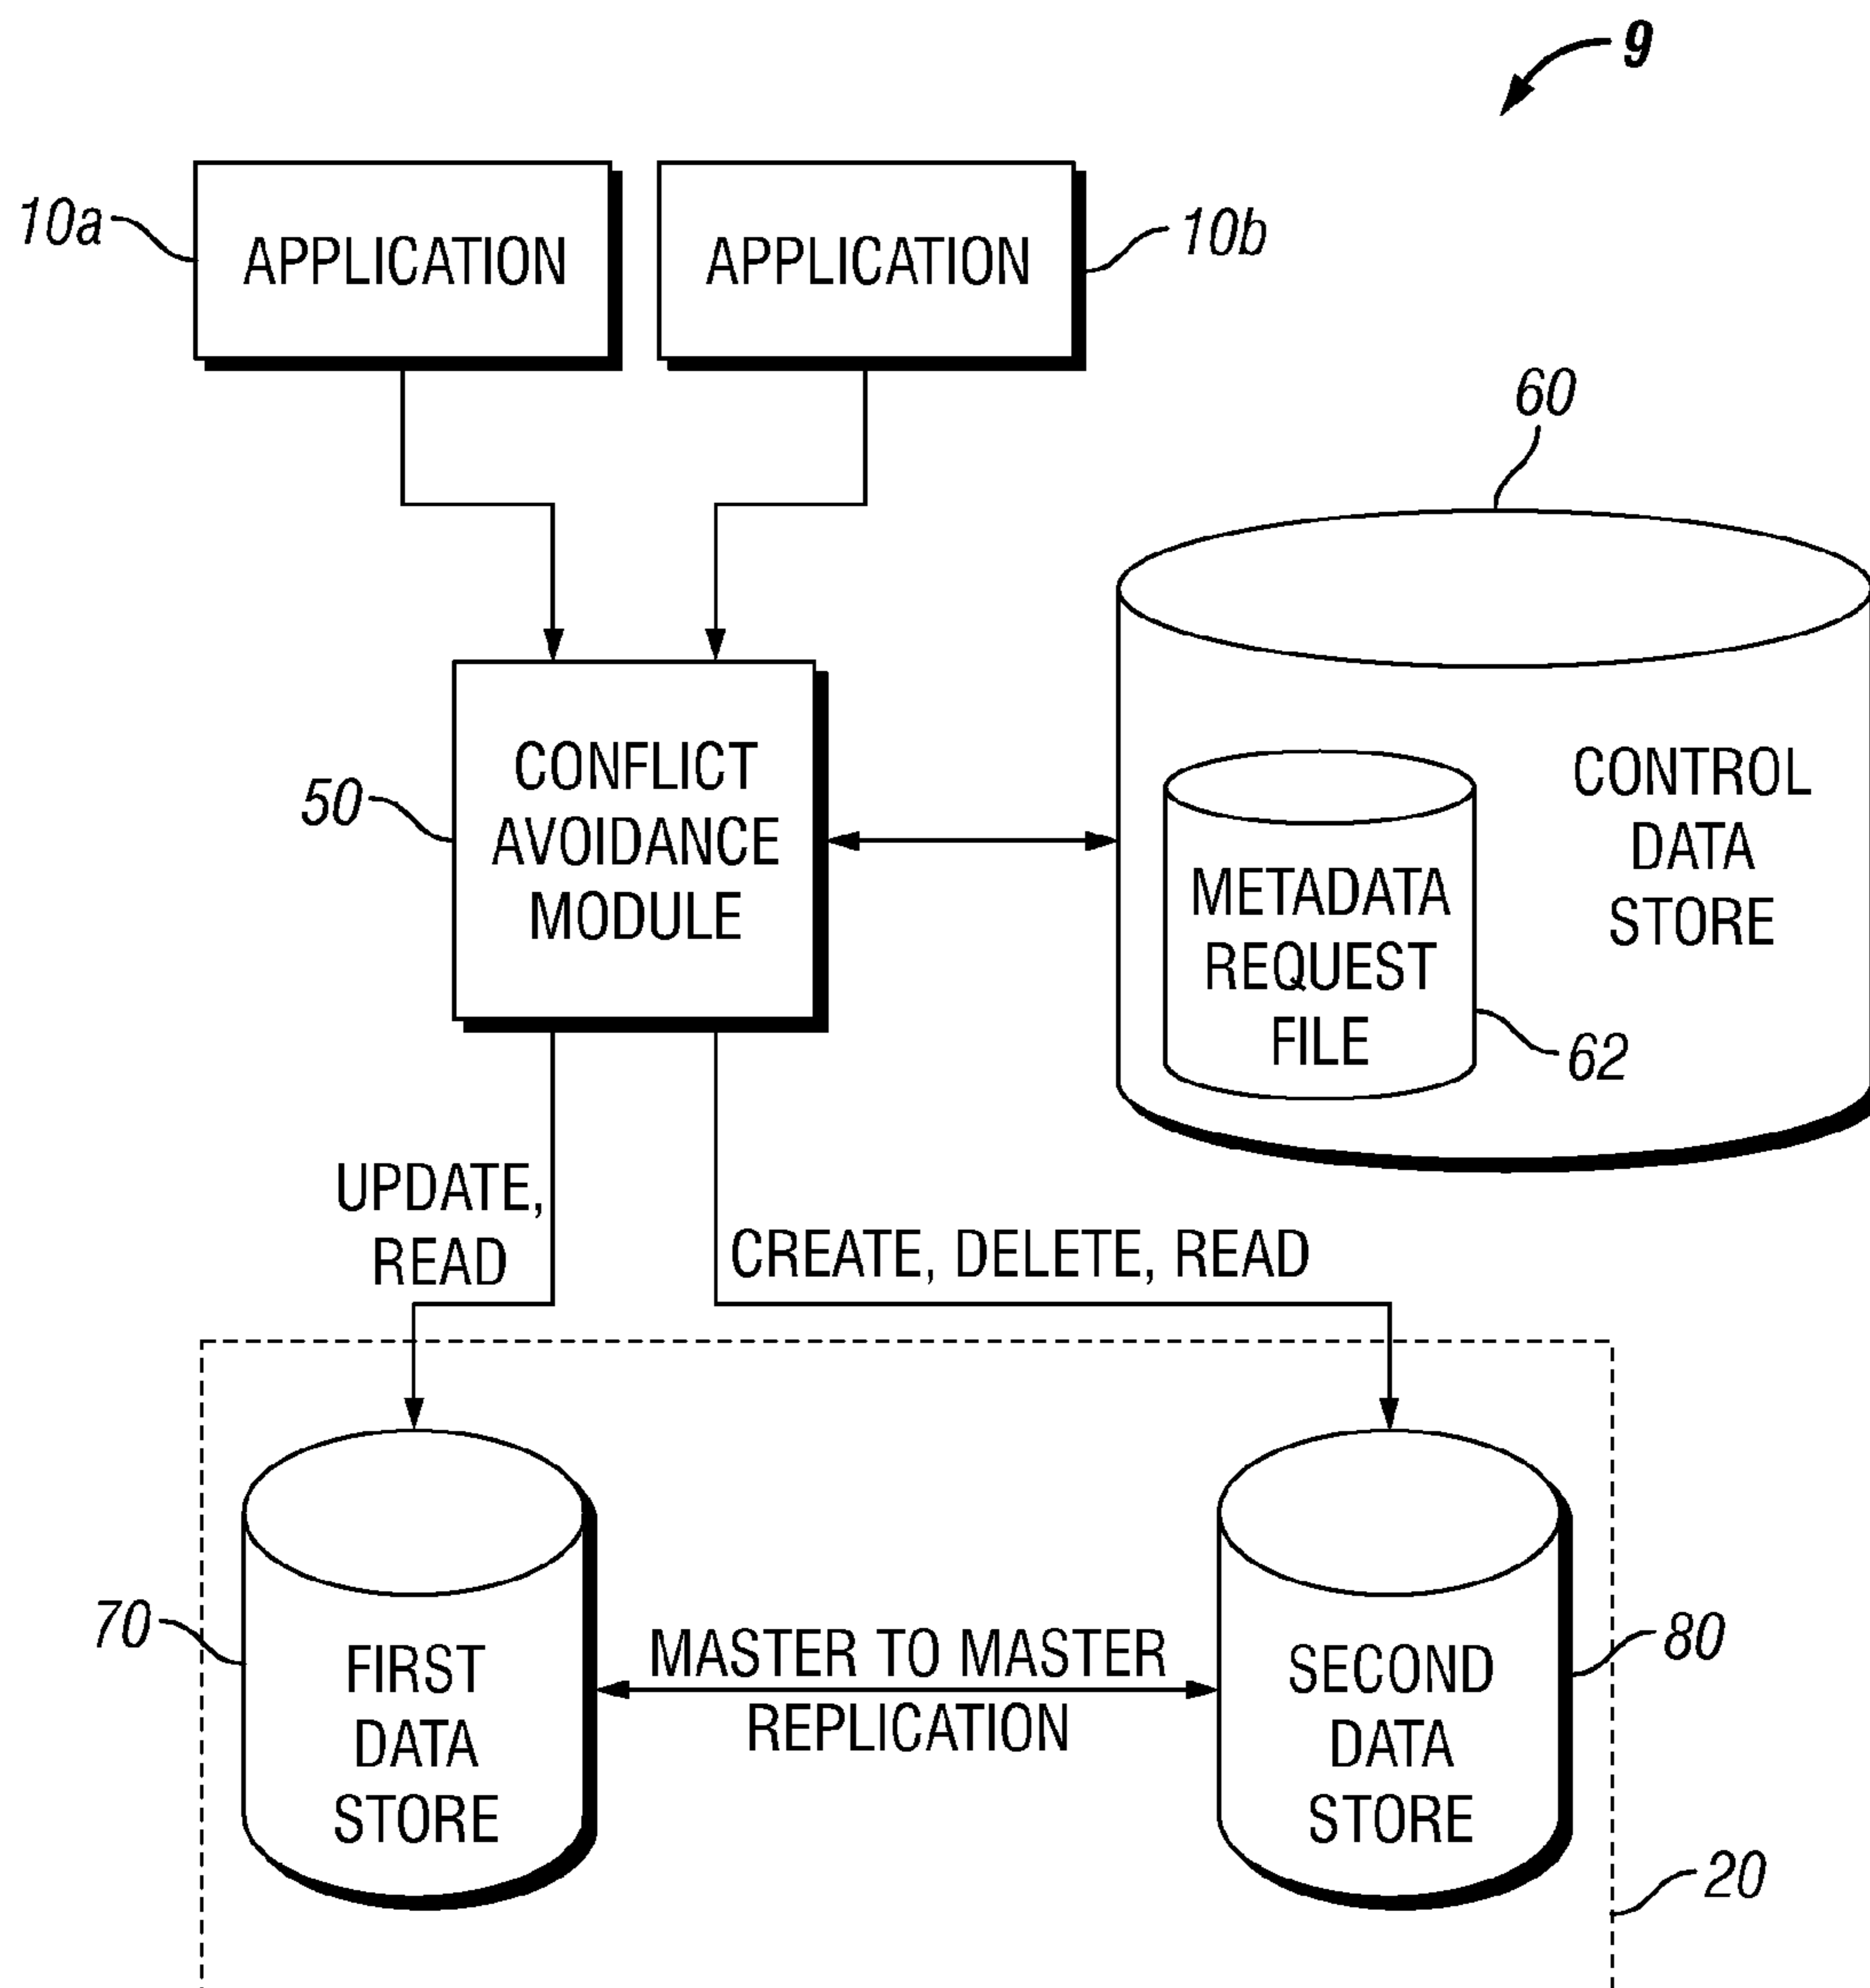 9
10a
APPLICATION
APPLICATION
10b
60
50
CONFLICT
AVOIDANCE
MODULE
CONTROL
DATA
STORE
METADATA
REQUEST
FILE
62
UPDATE,
READ
CREATE, DELETE, READ
70
FIRST
DATA
STORE
MASTER TO MASTER
REPLICATION
SECOND
DATA
STORE
80
20